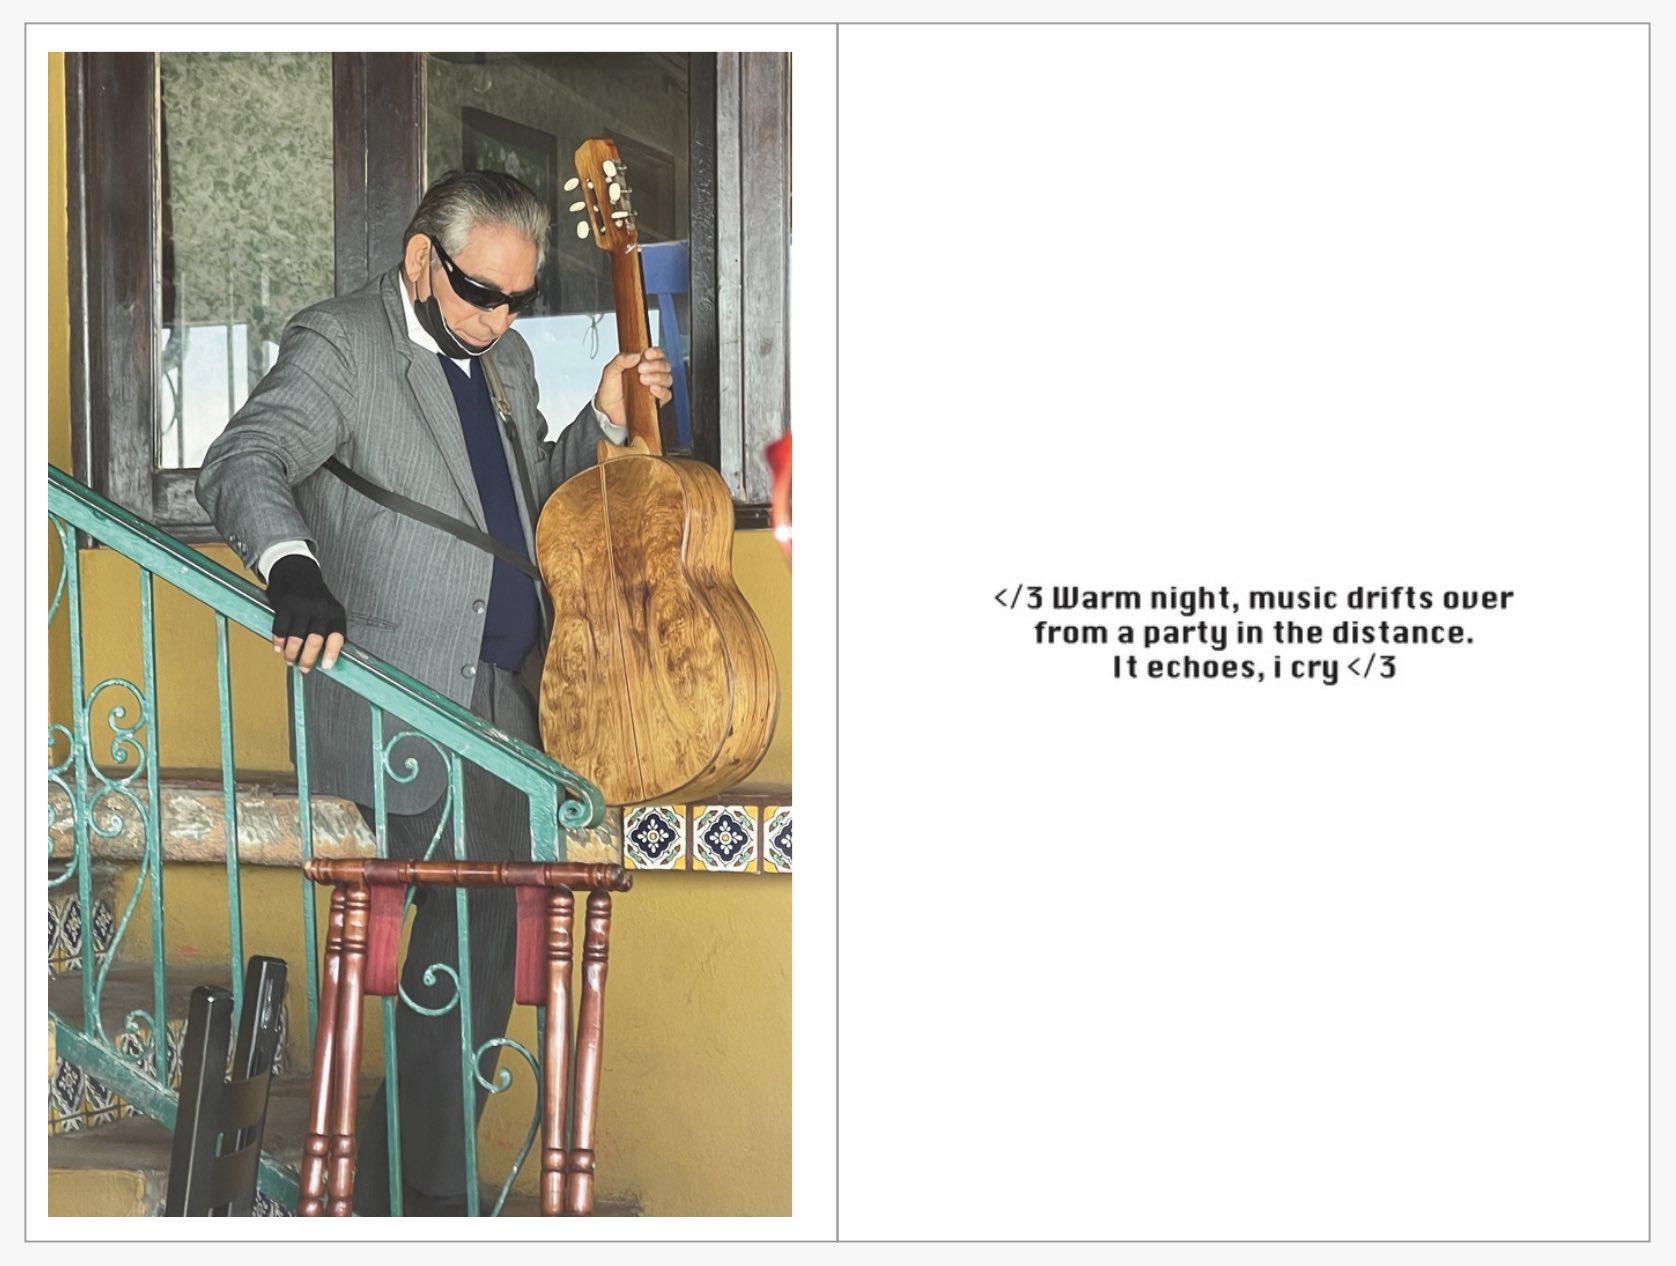 </3 Warm night, music drifts over
from a party in the distance.
It echoes, i cry </3